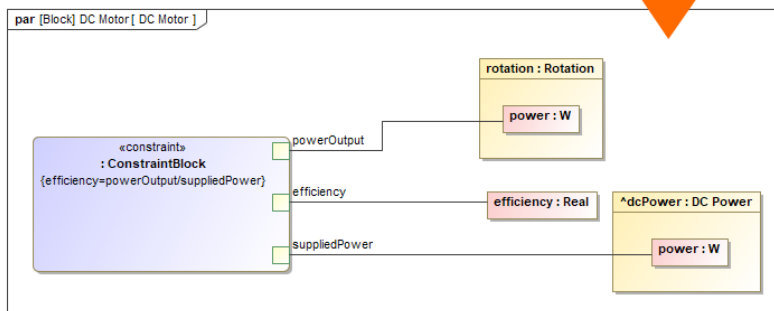 par [Block] DC Motor [ DC Motor ]
rotation : Rotation
power : W
powerOutput
«constraint»
: ConstraintBlock
{efficiency=powerOutput/suppliedPower}
efficiency
efficiency : Real
^dcPower : DC Power
suppliedPower
power : W